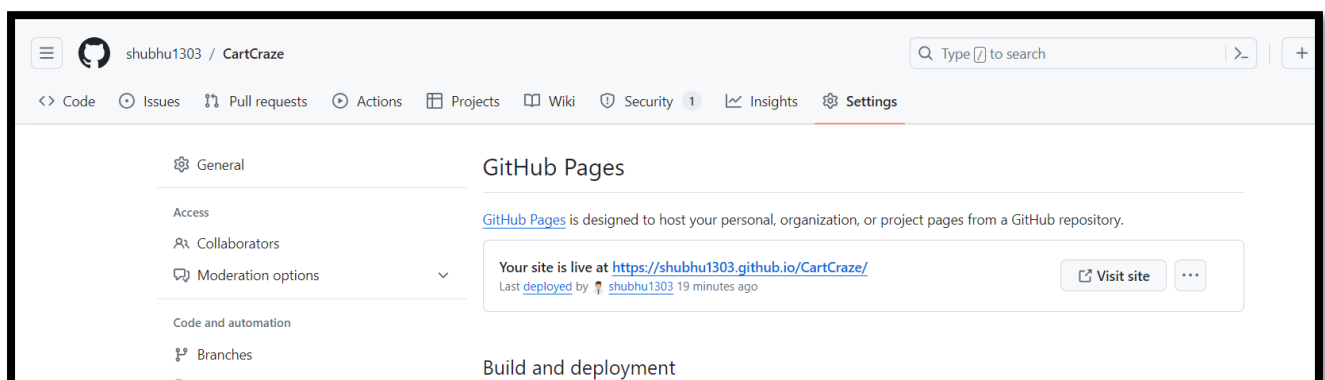 shubhu1303 / CartCraze
Type / to search
Code Issues Pull requests Actions Projects Wiki Security 1 Insights Settings
General
Access
Collaborators
Moderation options
Code and automation
Branches
GitHub Pages
GitHub Pages is designed to host your personal, organization, or project pages from a GitHub repository.
Your site is live at https://shubhu1303.github.io/CartCraze/
Last deployed by shubhu1303 19 minutes ago
Visit site
Build and deployment